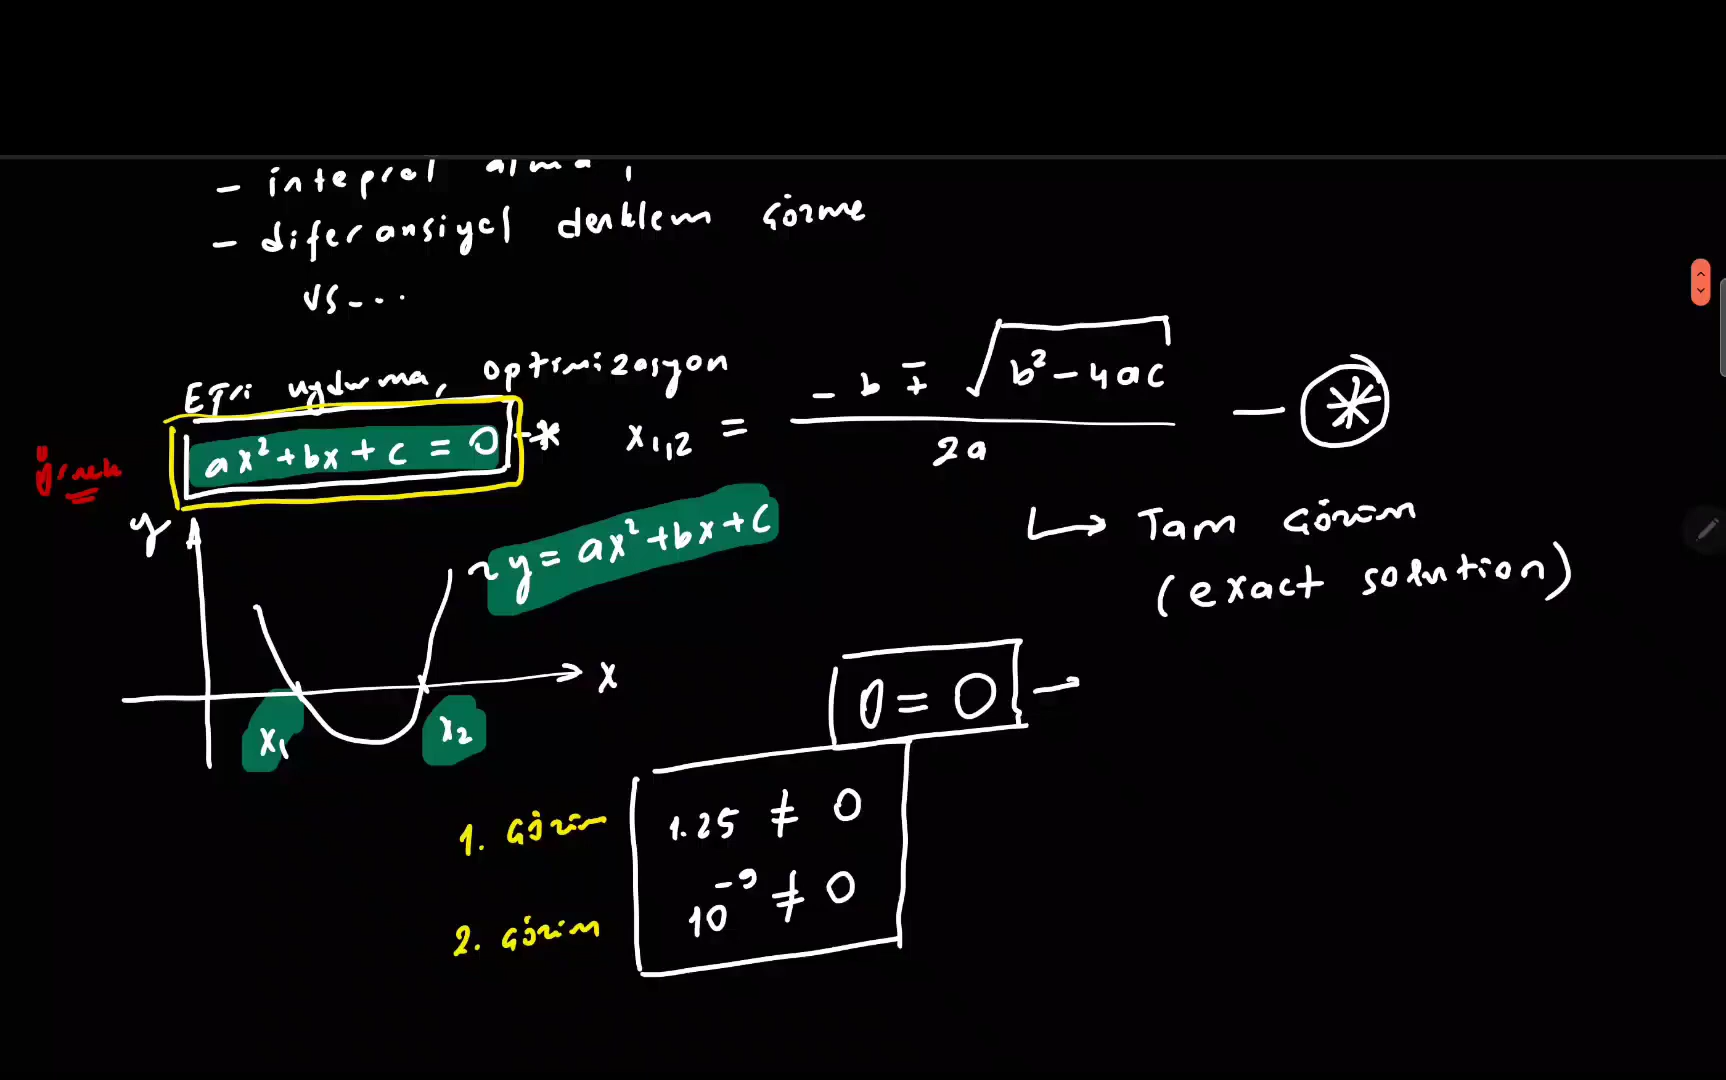 - integral alma,
- diferansiyel denklem çözme
vs...
Eğri uydurma, optimizasyon
Örnek
ax²+bx+c=0 * x₁,₂ = (-b ∓ √(b²-4ac)) / 2a — *
→ Tam çözüm
(exact solution)
y
~y=ax²+bx+c
x
x₁ x₂
0=0 →
1. çözüm 1.25 ≠ 0
2. çözüm 10⁻⁹ ≠ 0